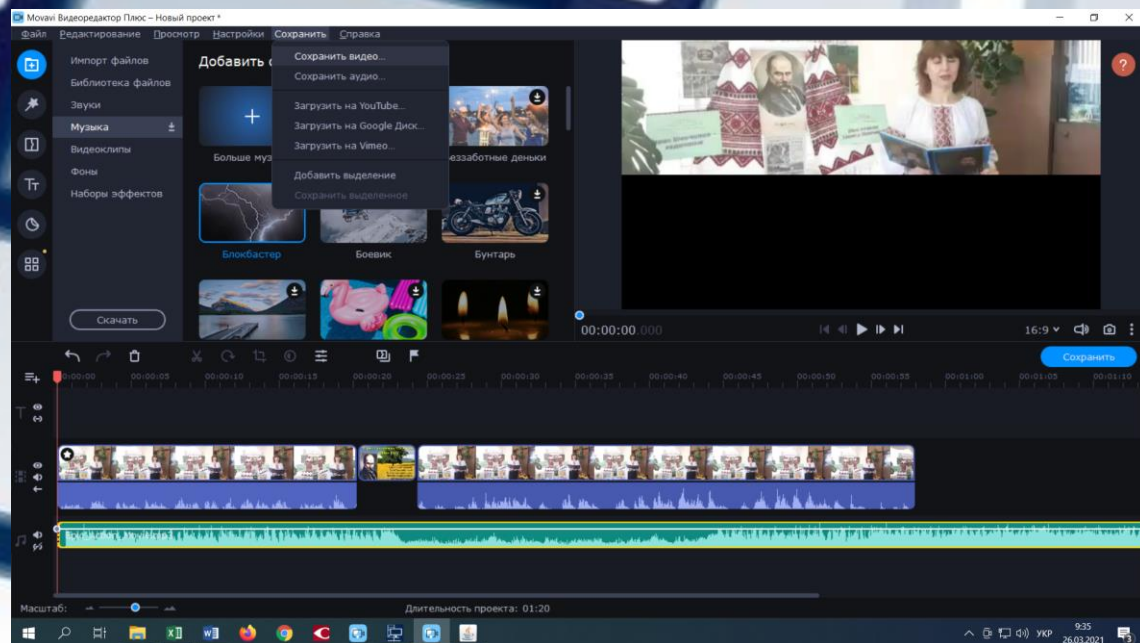 Movavi Видеоредактор Плюс – Новый проект *
Файл Редактирование Просмотр Настройки Сохранить Справка
Импорт файлов
Библиотека файлов
Звуки
Музыка
Видеоклипы
Фоны
Наборы эффектов
Скачать
Добавить
Сохранить видео...
Сохранить аудио...
Загрузить на YouTube...
Загрузить на Google Диск...
Загрузить на Vimeo...
Добавить выделение
Сохранить выделенное
Больше муз
еззаботные деньки
Блокбастер Боевик Бунтарь
?
00:00:00.000
16:9
Сохранить
0:00:00 00:00:05 00:00:10 00:00:15 00:00:20 00:00:25 00:00:30 00:00:35 00:00:40 00:00:45 00:00:50 00:00:55 00:01:00 00:01:05 00:01:10
Масштаб:
Длительность проекта: 01:20
УКР
9:35
26.03.2021